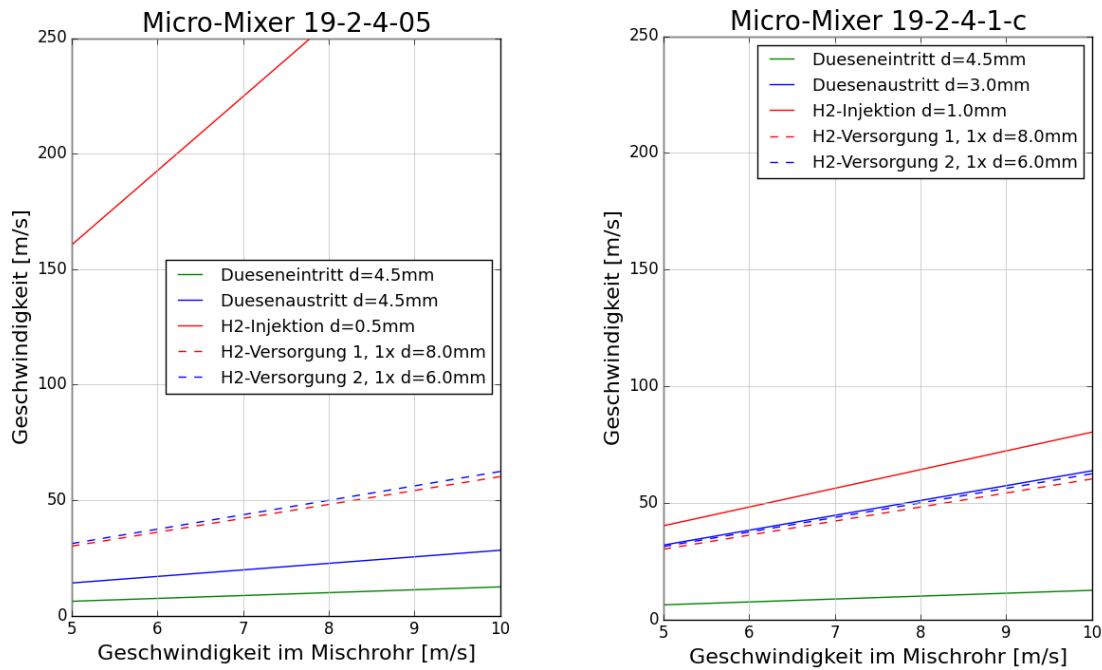 Micro-Mixer 19-2-4-05
250
200
150
100
50
0
Geschwindigkeit [m/s]
Dueseneintritt d=4.5mm
Duesenaustritt d=4.5mm
H2-Injektion d=0.5mm
H2-Versorgung 1, 1x d=8.0mm
H2-Versorgung 2, 1x d=6.0mm
5 6 7 8 9 10
Geschwindigkeit im Mischrohr [m/s]
Micro-Mixer 19-2-4-1-c
250
200
150
100
50
0
Geschwindigkeit [m/s]
Dueseneintritt d=4.5mm
Duesenaustritt d=3.0mm
H2-Injektion d=1.0mm
H2-Versorgung 1, 1x d=8.0mm
H2-Versorgung 2, 1x d=6.0mm
5 6 7 8 9 10
Geschwindigkeit im Mischrohr [m/s]